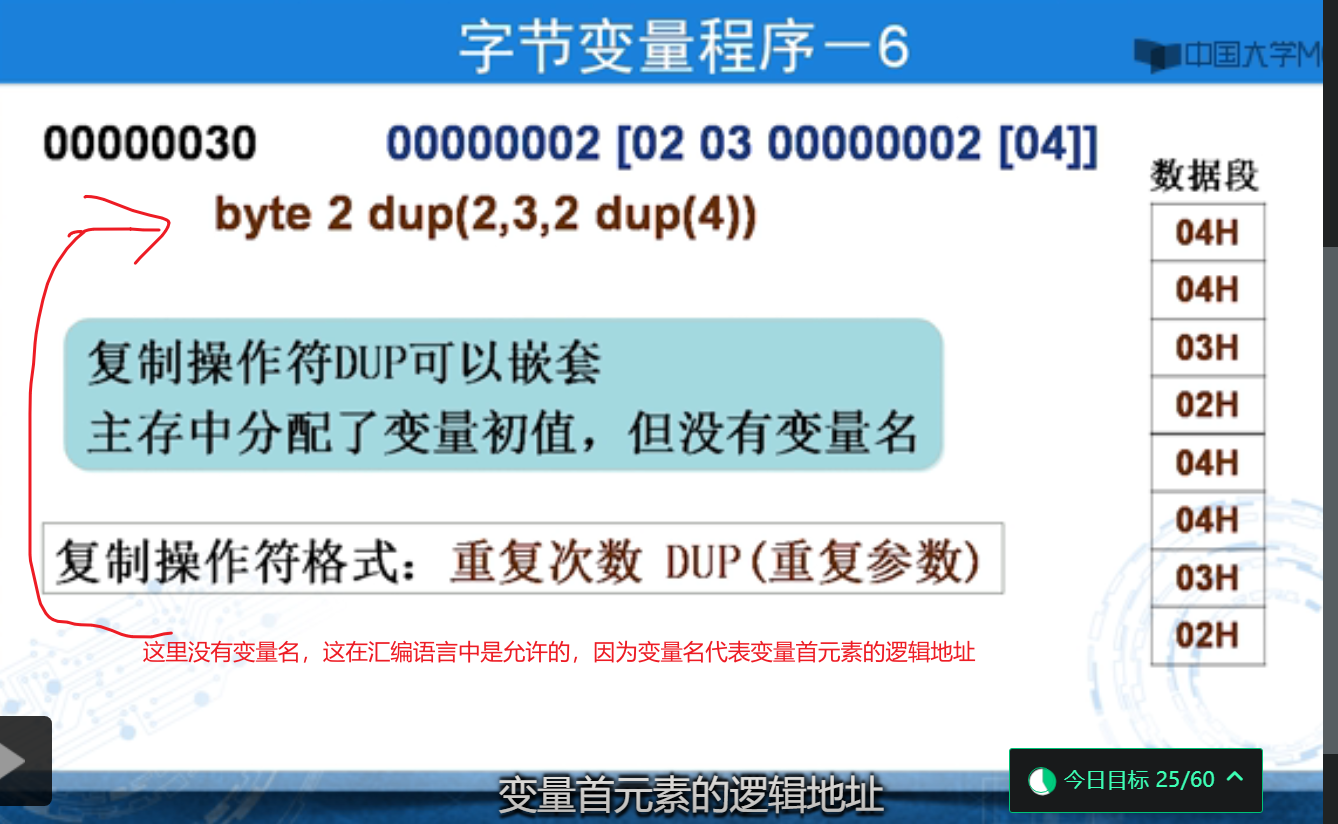 字节变量程序－6
中国大学M
00000030 00000002 [02 03 00000002 [04]]
byte 2 dup(2,3,2 dup(4))
数据段
04H
04H
03H
02H
04H
04H
03H
02H
复制操作符DUP可以嵌套
主存中分配了变量初值，但没有变量名
复制操作符格式：重复次数 DUP(重复参数)
这里没有变量名，这在汇编语言中是允许的，因为变量名代表变量首元素的逻辑地址
今日目标 25/60
变量首元素的逻辑地址